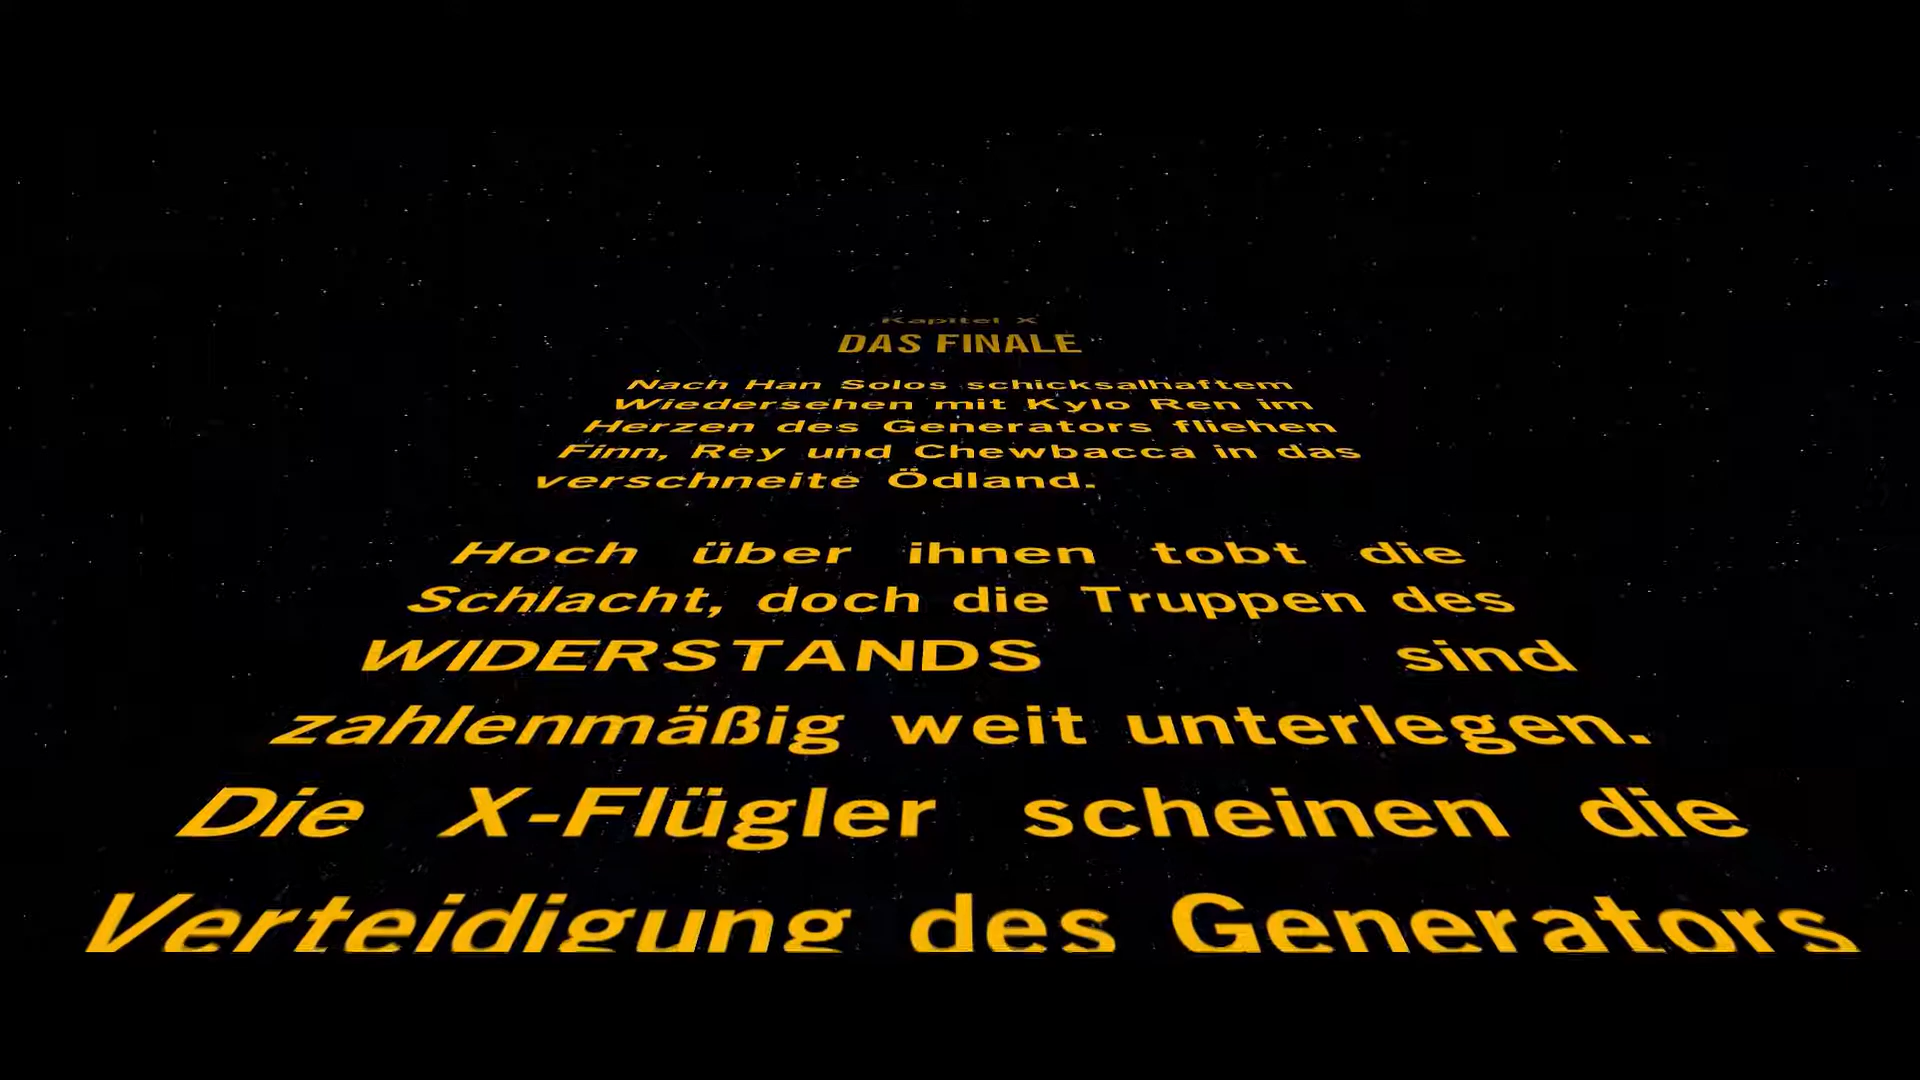 Kapitel X
DAS FINALE
Nach Han Solos schicksalhaftem
Wiedersehen mit Kylo Ren im
Herzen des Generators fliehen
Finn, Rey und Chewbacca in das
verschneite Ödland.
Hoch über ihnen tobt die
Schlacht, doch die Truppen des
WIDERSTANDS sind
zahlenmäßig weit unterlegen.
Die X-Flügler scheinen die
Verteidigung des Generators